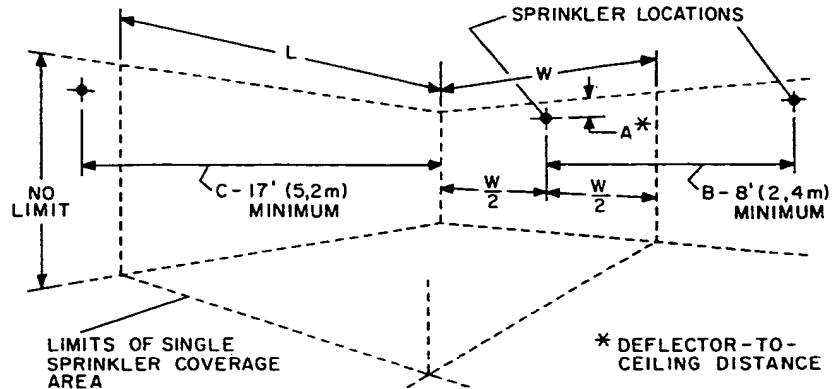 SPRINKLER LOCATIONS
L
W
A*
NO
LIMIT
C-17' (5,2m)
MINIMUM
W/2
W/2
B-8' (2,4m)
MINIMUM
LIMITS OF SINGLE
SPRINKLER COVERAGE
AREA
* DEFLECTOR-TO-
CEILING DISTANCE